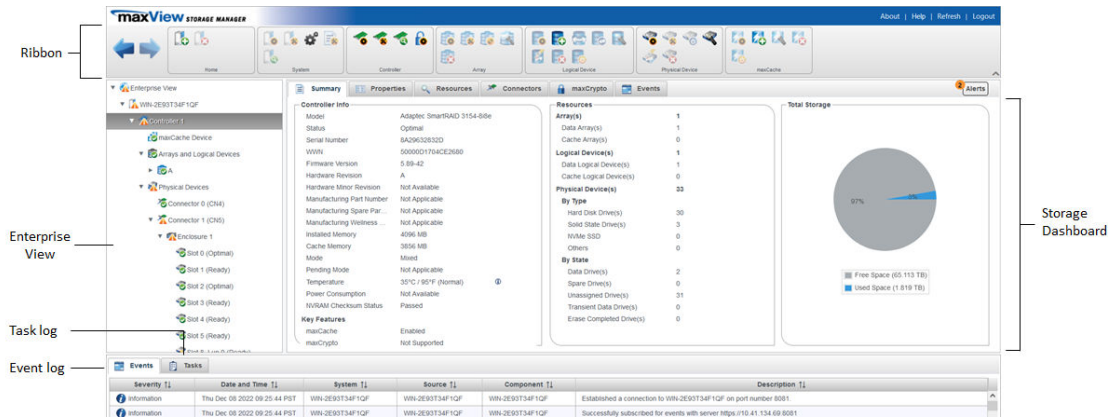 maxView STORAGE MANAGER
About | Help | Refresh | Logout
Ribbon
Home
System
Controller
Array
Logical Device
Physical Device
maxCache
Enterprise View
WIN-2E93T34F1QF
Controller 1
maxCache Device
Arrays and Logical Devices
A
Physical Devices
Connector 0 (CN4)
Connector 1 (CN5)
Enclosure 1
Slot 0 (Optimal)
Slot 1 (Ready)
Slot 2 (Optimal)
Slot 3 (Ready)
Slot 4 (Ready)
Slot 5 (Ready)
Enterprise
View
Task log
Event log
Summary Properties Resources Connectors maxCrypto Events
2
Alerts
Controller Info
Model Adaptec SmartRAID 3154-8i8e
Status Optimal
Serial Number 8A29632632D
WWN 50000D1704CE2680
Firmware Version 5.89-42
Hardware Revision A
Hardware Minor Revision Not Available
Manufacturing Part Number Not Applicable
Manufacturing Spare Par... Not Applicable
Manufacturing Wellness ... Not Applicable
Installed Memory 4096 MB
Cache Memory 3856 MB
Mode Mixed
Pending Mode Not Applicable
Temperature 35°C / 95°F (Normal)
Power Consumption Not Available
NVRAM Checksum Status Passed
Key Features
maxCache Enabled
maxCrypto Not Supported
Resources
Array(s) 1
Data Array(s) 1
Cache Array(s) 0
Logical Device(s) 1
Data Logical Device(s) 1
Cache Logical Device(s) 0
Physical Device(s) 33
By Type
Hard Disk Drive(s) 30
Solid State Drive(s) 3
NVMe SSD 0
Others 0
By State
Data Drive(s) 2
Spare Drive(s) 0
Unassigned Drive(s) 31
Transient Data Drive(s) 0
Erase Completed Drive(s) 0
Total Storage
97%
3%
Free Space (65.113 TB)
Used Space (1.819 TB)
Storage
Dashboard
Events Tasks
Severity Date and Time System Source Component Description
Information Thu Dec 08 2022 09:25:44 PST WIN-2E93T34F1QF WIN-2E93T34F1QF WIN-2E93T34F1QF Established a connection to WIN-2E93T34F1QF on port number 8081.
Information Thu Dec 08 2022 09:25:44 PST WIN-2E93T34F1QF WIN-2E93T34F1QF WIN-2E93T34F1QF Successfully subscribed for events with server https://10.41.134.69:8081